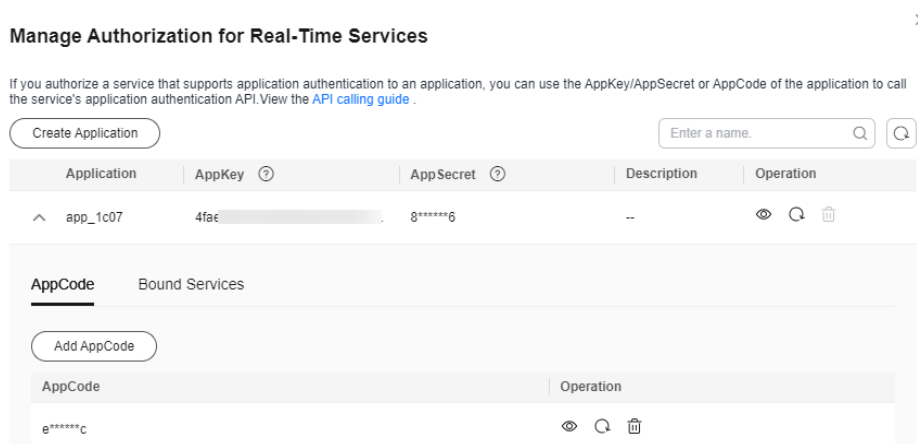 Manage Authorization for Real-Time Services
If you authorize a service that supports application authentication to an application, you can use the AppKey/AppSecret or AppCode of the application to call
the service's application authentication API.View the API calling guide .
Create Application
Enter a name.
Application AppKey ? AppSecret ? Description Operation
app_1c07 4fae 8******6 --
AppCode Bound Services
Add AppCode
AppCode Operation
e******c